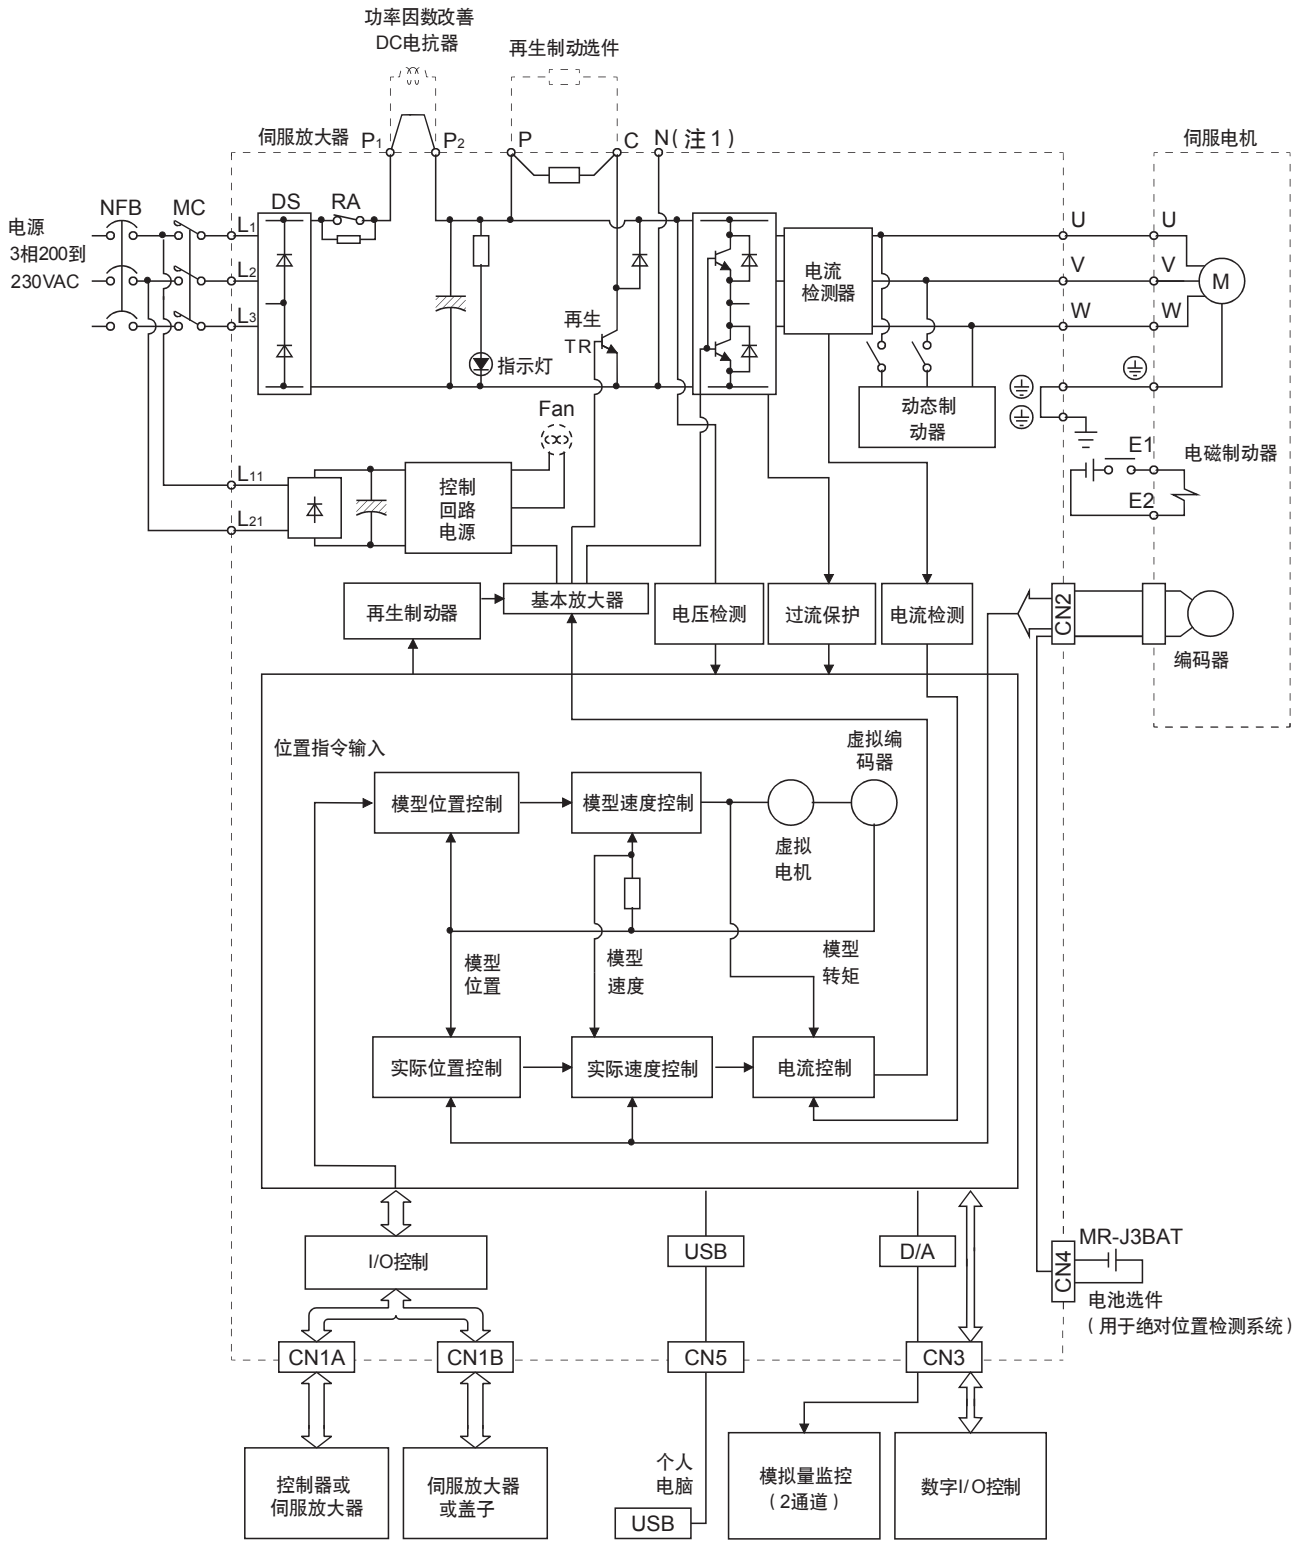 功率因数改善
DC电抗器
再生制动选件
伺服放大器
P1
P2
P
C
N(注1)
伺服电机
NFB
MC
DS
RA
电源
3相200到
230VAC
L1
L2
L3
U
V
W
U
V
W
M
电流
检测器
再生
TR
指示灯
动态制
动器
Fan
控制
回路
电源
L11
L21
E1
E2
电磁制动器
再生制动器
基本放大器
电压检测
过流保护
电流检测
CN2
编码器
位置指令输入
虚拟编
码器
模型位置控制
模型速度控制
虚拟
电机
模型
位置
模型
速度
模型
转矩
实际位置控制
实际速度控制
电流控制
I/O控制
USB
D/A
CN4
MR-J3BAT
电池选件
(用于绝对位置检测系统)
CN1A
CN1B
CN5
CN3
控制器或
伺服放大器
伺服放大器
或盖子
个人
电脑
USB
模拟量监控
(2通道)
数字I/O控制